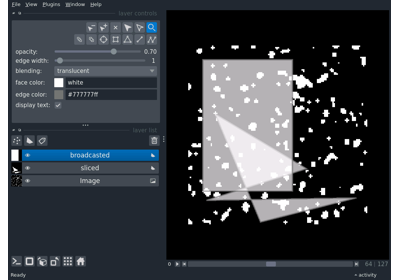 File View Plugins Window Help
layer controls
opacity: 0.70
edge width: 1
blending: translucent
face color: white
edge color: #777777ff
display text:
layer list
broadcasted
sliced
Image
64 127
Ready
activity